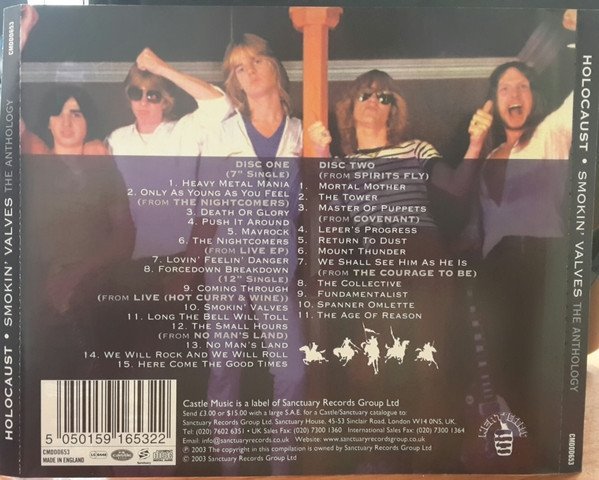 CMDDD653
HOLOCAUST • SMOKIN' VALVES THE ANTHOLOGY
DISC ONE
(7" Single)
1. Heavy Metal Mania
2. Only as Young as You Feel
(from THE NIGHTCOMERS)
3. Death or Glory
4. Push It Around
5. Mavrock
6. The Nightcomers
(from LIVE EP)
7. Lovin' Feelin' Danger
8. Forcedown Breakdown
(12" Single)
9. Coming Through
(from LIVE (HOT CURRY & WINE))
10. Smokin' Valves
11. Long the Bell Will Toll
12. The Small Hours
(from NO MAN'S LAND)
13. No Man's Land
14. We Will Rock and We Will Roll
15. Here Come the Good Times
DISC TWO
(from SPIRITS FLY)
1. Mortal Mother
2. The Tower
3. Master of Puppets
(from COVENANT)
4. Leper's Progress
5. Return to Dust
6. Mount Thunder
7. We Shall See Him as He Is
(from THE COURAGE TO BE)
8. The Collective
9. Fundamentalist
10. Spanner Omlette
11. The Age of Reason
5 050159 165322
CMDDD653
MADE IN ENGLAND
Castle Music is a label of Sanctuary Records Group Ltd
Send £3.00 or $15.00 with a large S.A.E. for a Castle/Sanctuary catalogue to:
Sanctuary Records Group Ltd. Sanctuary House, 45-53 Sinclair Road, London W14 0NS, UK.
Tel: (020) 7602 6351 • UK Sales Fax: (020) 7300 1360 International Sales Fax: (020) 7300 1364
Email: info@sanctuaryrecords.co.uk Website: www.sanctuaryrecordsgroup.co.uk
℗ 2003 The copyright in this compilation is owned by Sanctuary Records Group Ltd
© 2003 Sanctuary Records Group Ltd
HOLOCAUST • SMOKIN' VALVES THE ANTHOLOGY
CMDDD653